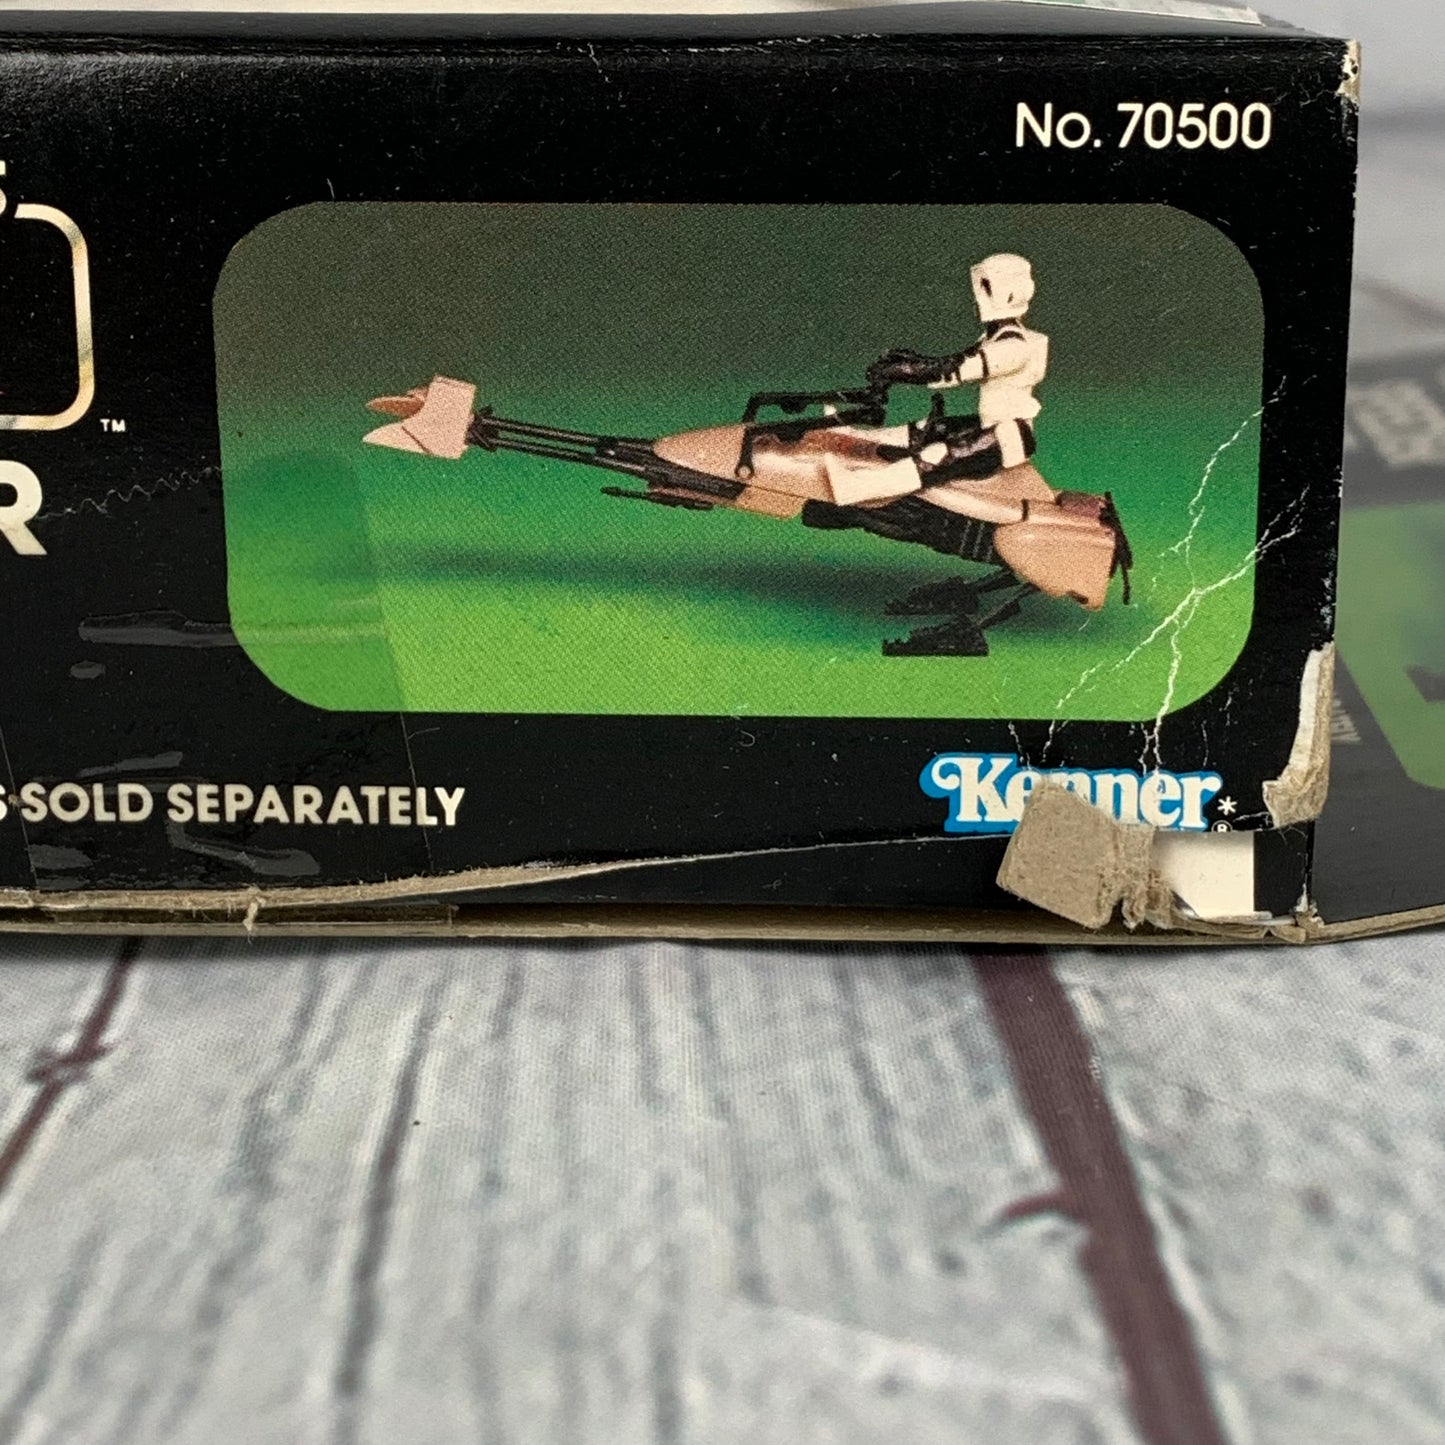 No. 70500
™
R
S SOLD SEPARATELY
Kenner*
®